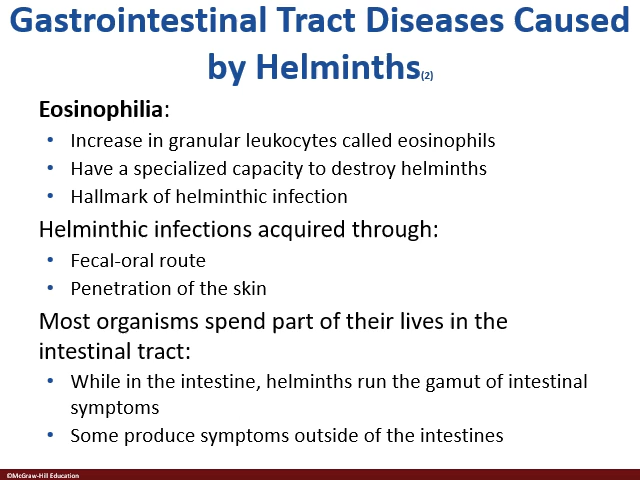 Gastrointestinal Tract Diseases Caused
by Helminths(2)
Eosinophilia:
• Increase in granular leukocytes called eosinophils
• Have a specialized capacity to destroy helminths
• Hallmark of helminthic infection
Helminthic infections acquired through:
• Fecal-oral route
• Penetration of the skin
Most organisms spend part of their lives in the
intestinal tract:
• While in the intestine, helminths run the gamut of intestinal
symptoms
• Some produce symptoms outside of the intestines
©McGraw-Hill Education